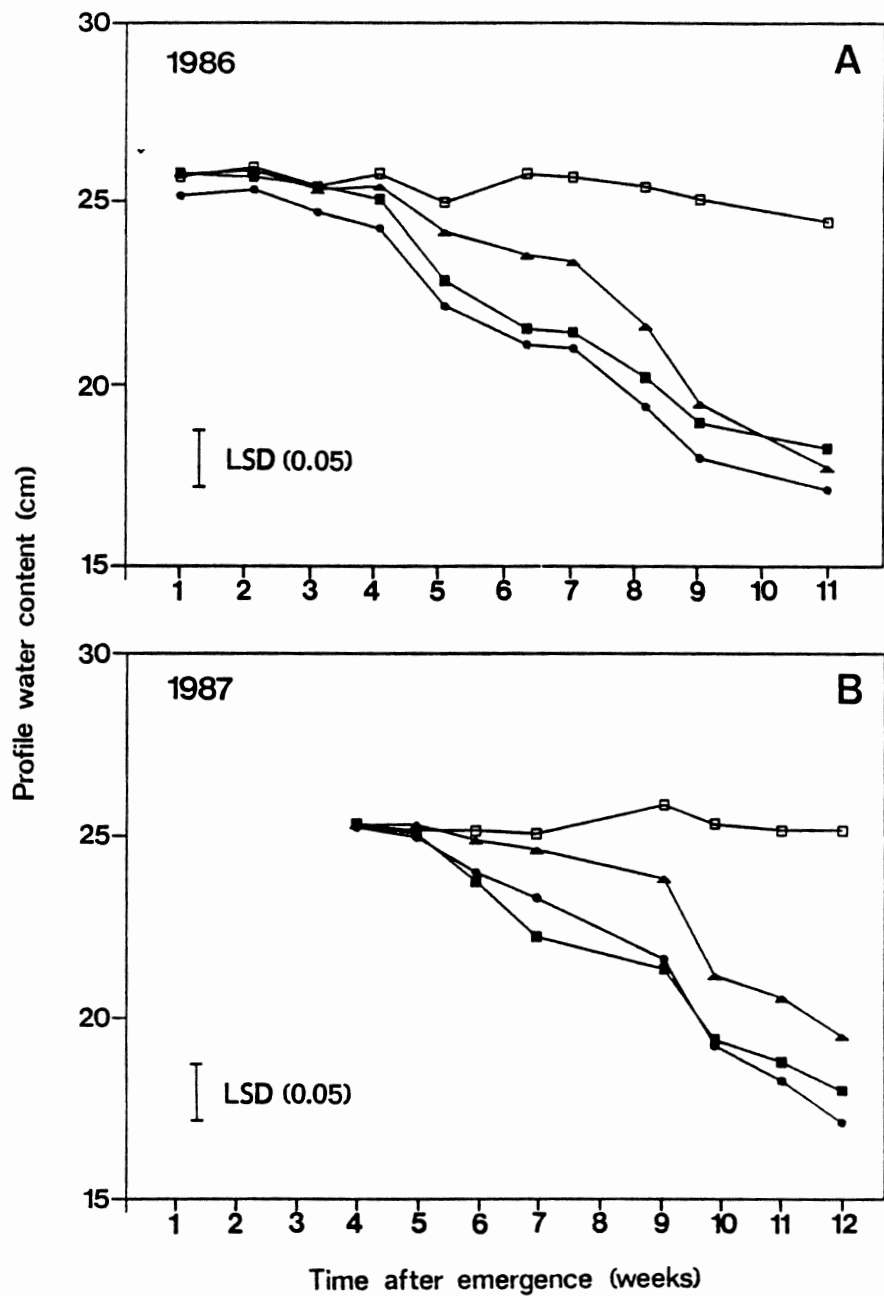 30
1986
A
25
20
LSD (0.05)
15
1 2 3 4 5 6 7 8 9 10 11
Profile water content (cm)
30
1987
B
25
20
LSD (0.05)
15
1 2 3 4 5 6 7 8 9 10 11 12
Time after emergence (weeks)